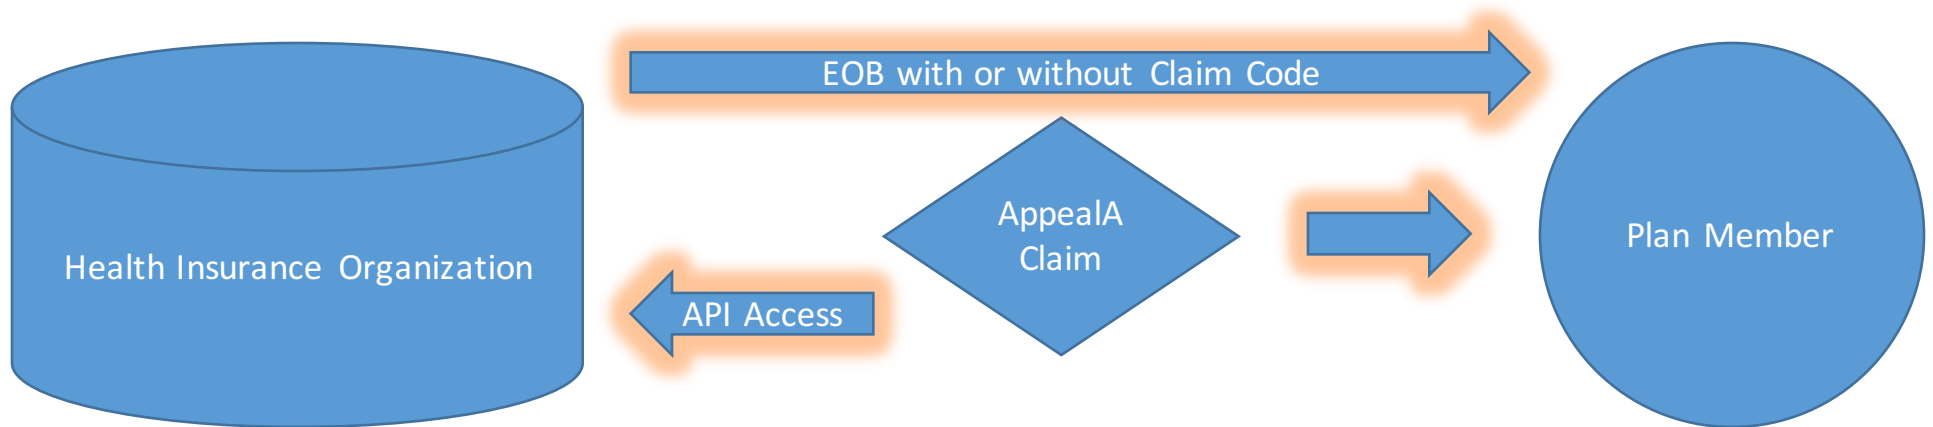 EOB with or without Claim Code
AppealA
Claim
Plan Member
Health Insurance Organization
API Access